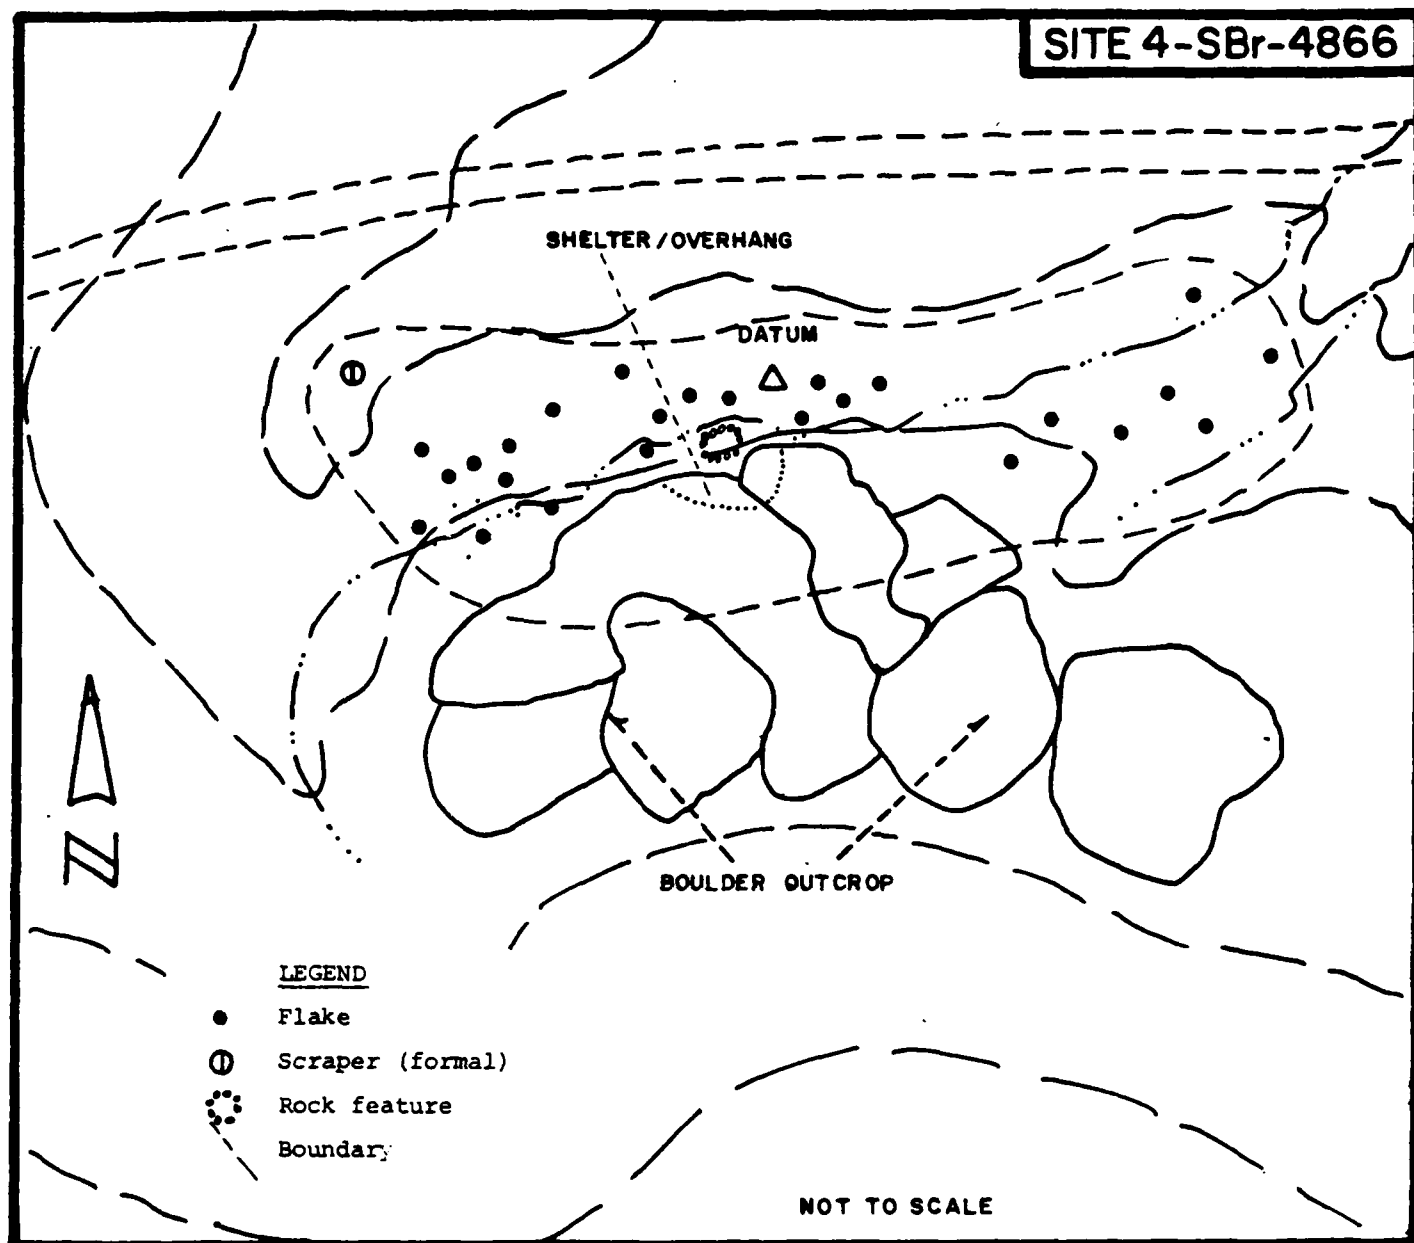 SITE 4-SBr-4866
SHELTER/OVERHANG
DATUM
BOULDER OUTCROP
N
LEGEND
Flake
Scraper (formal)
Rock feature
Boundary
NOT TO SCALE